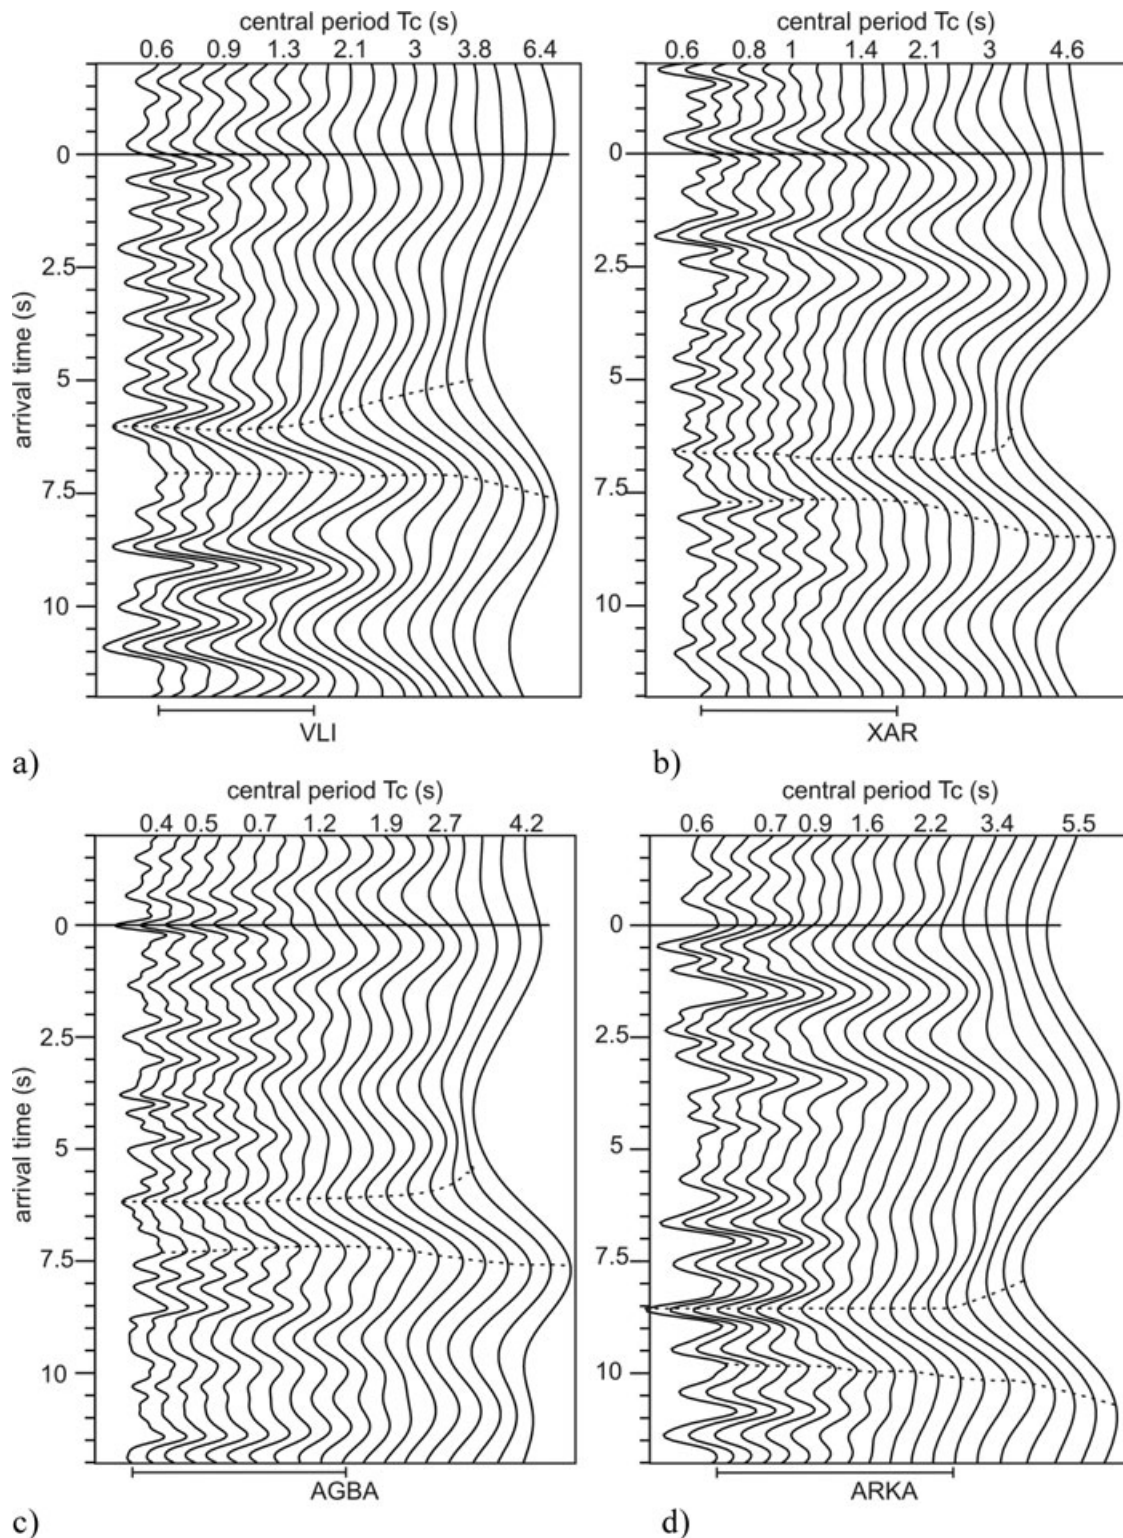 central period Tc (s)
0.6 0.9 1.3 2.1 3 3.8 6.4
0
2.5
5
7.5
10
arrival time (s)
VLI
a)
central period Tc (s)
0.6 0.8 1 1.4 2.1 3 4.6
0
2.5
5
7.5
10
XAR
b)
central period Tc (s)
0.4 0.5 0.7 1.2 1.9 2.7 4.2
0
2.5
5
7.5
10
arrival time (s)
AGBA
c)
central period Tc (s)
0.6 0.7 0.9 1.6 2.2 3.4 5.5
0
2.5
5
7.5
10
ARKA
d)